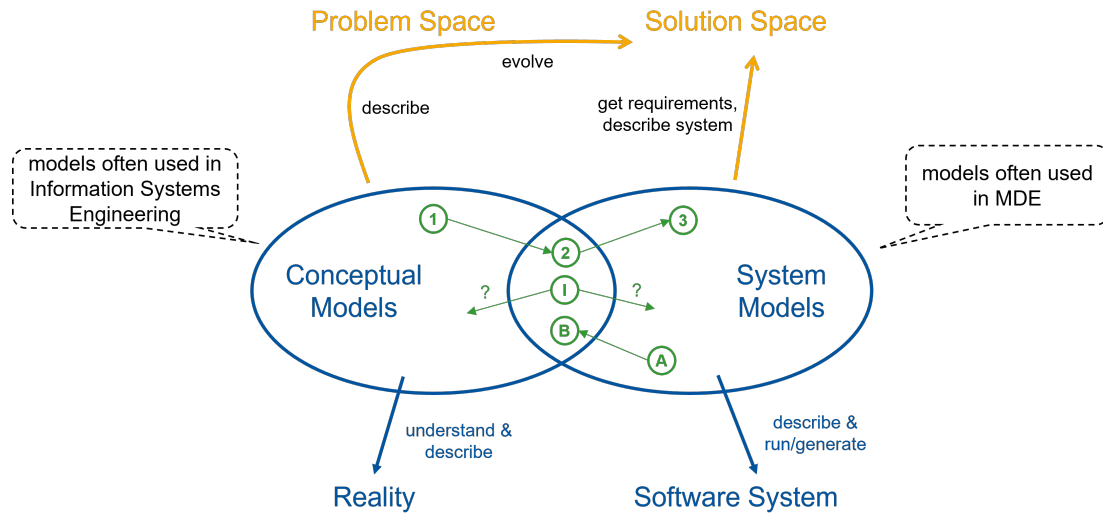 Problem Space
Solution Space
evolve
describe
get requirements,
describe system
models often used in
Information Systems
Engineering
models often used
in MDE
1
2
3
Conceptual
Models
System
Models
?
I
?
B
A
understand &
describe
describe &
run/generate
Reality
Software System